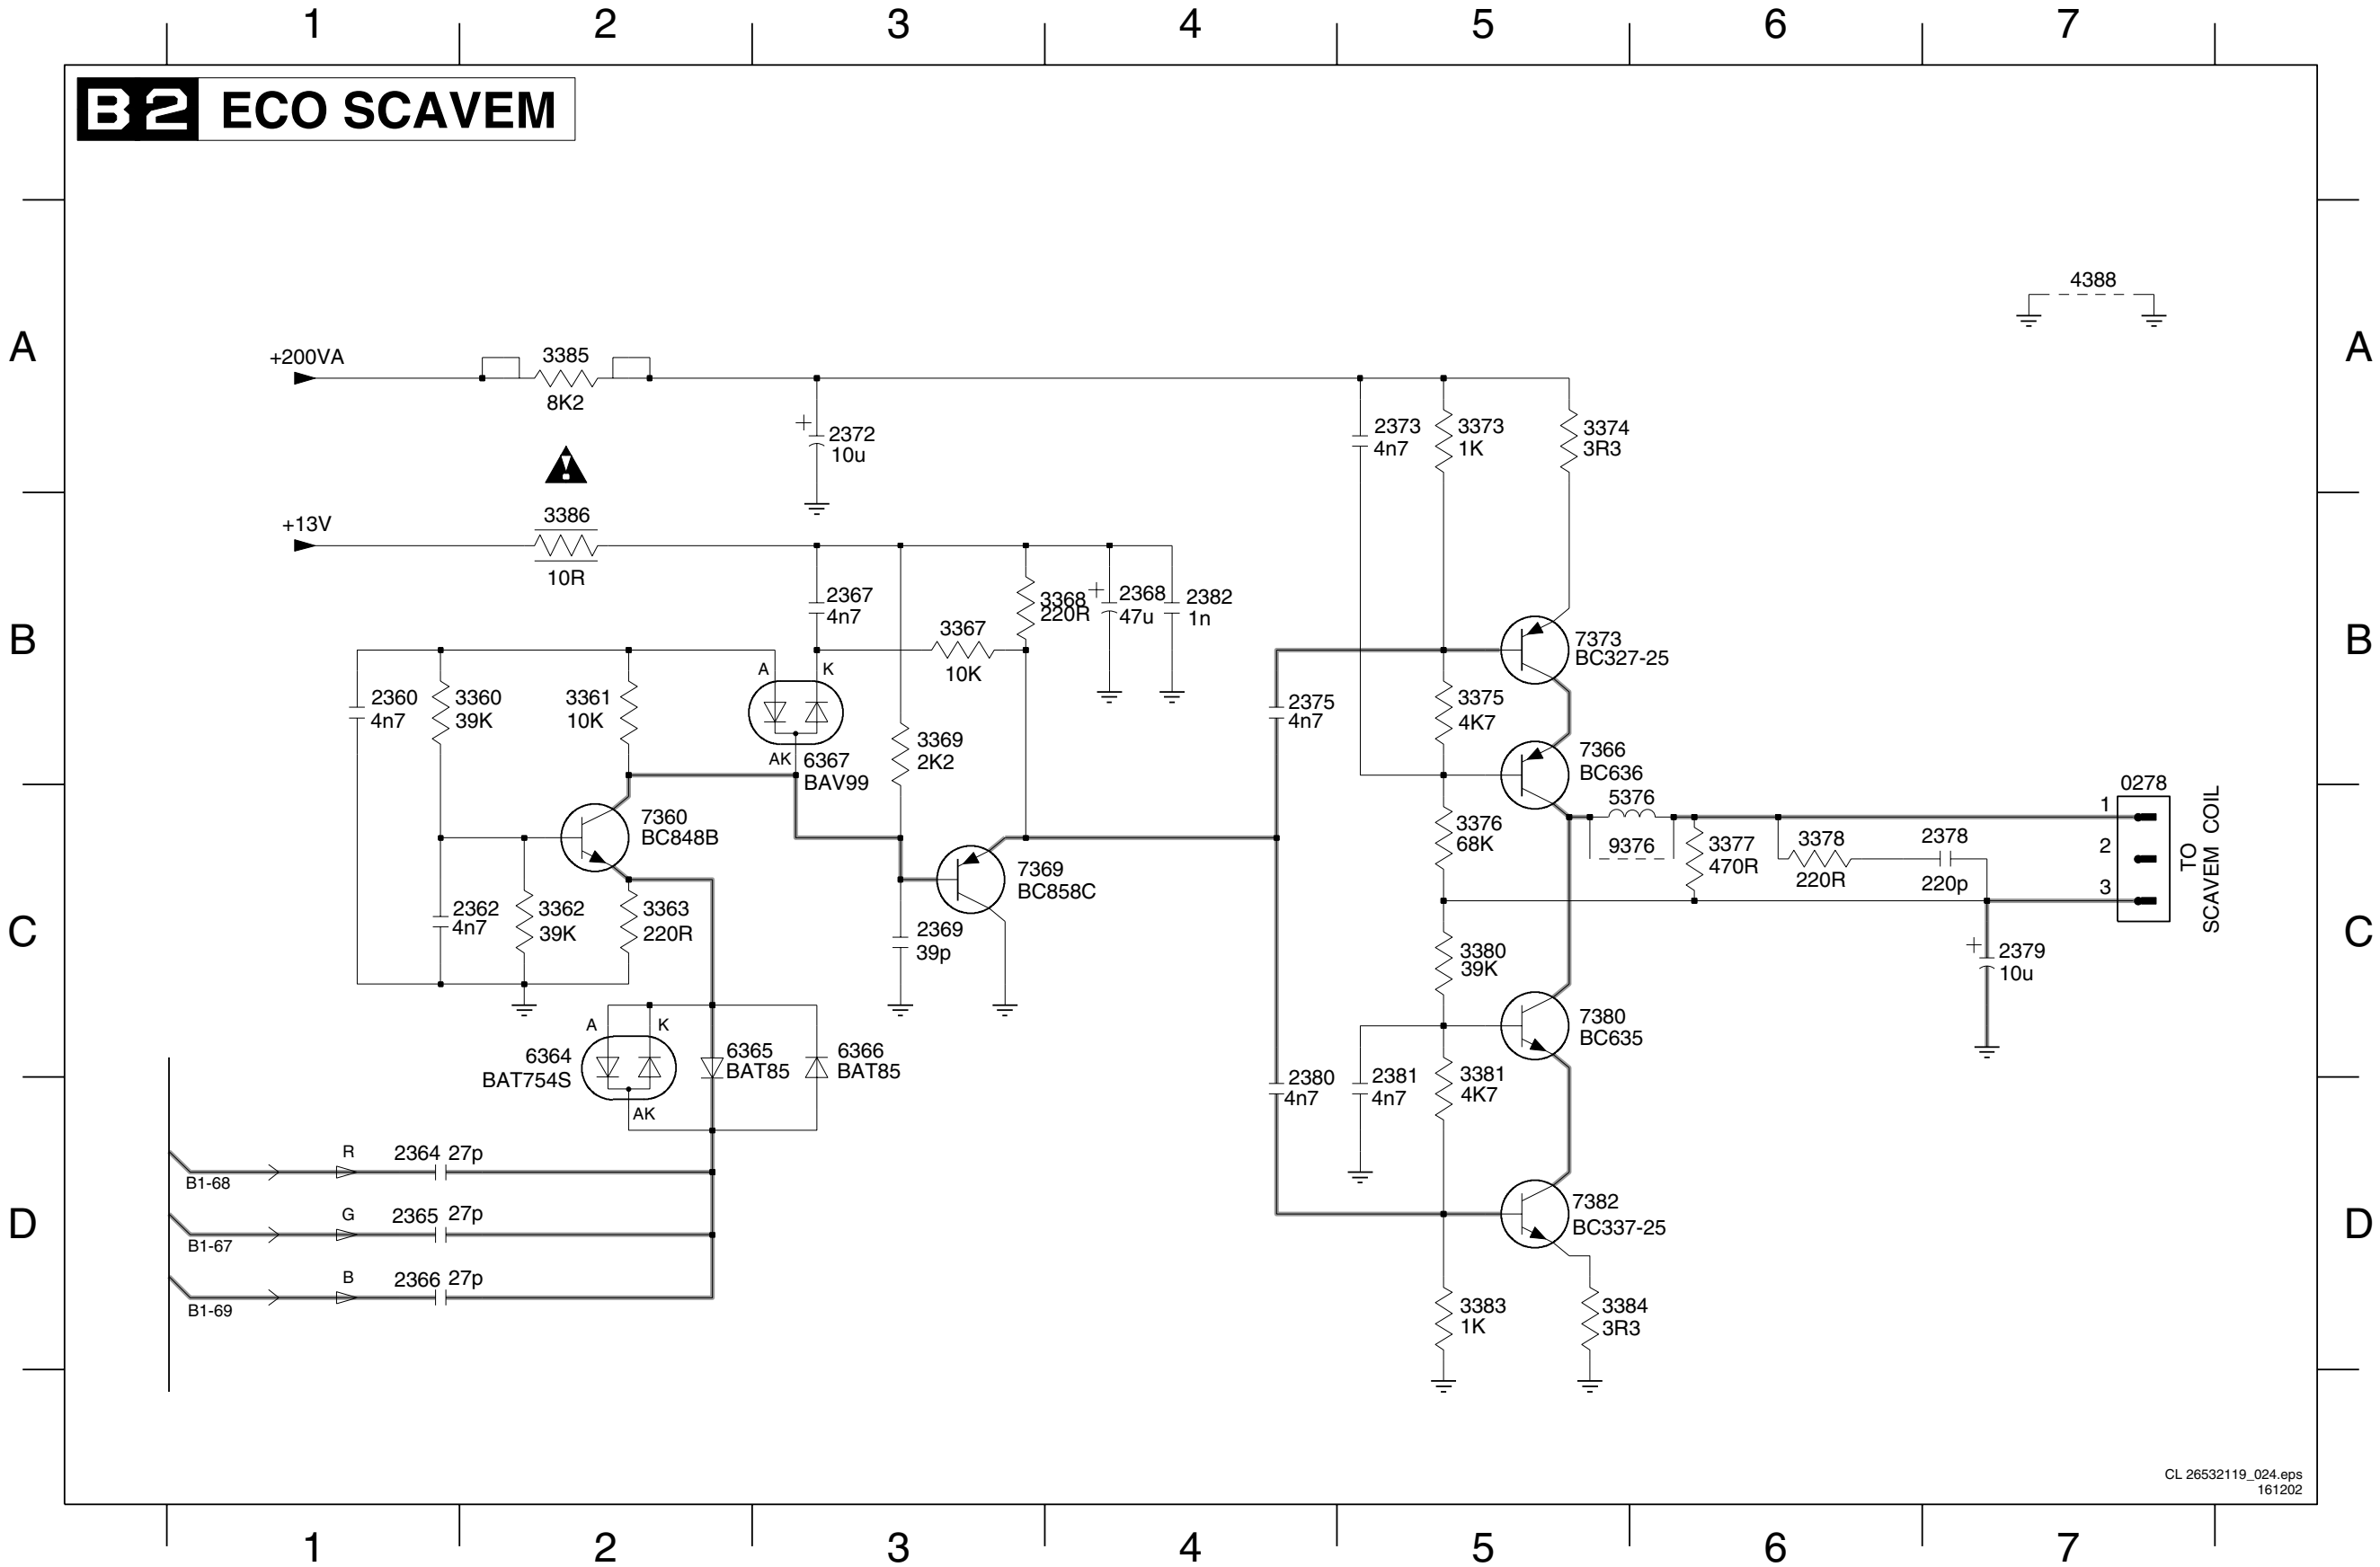 1 2 3 4 5 6 7
B2 ECO SCAVEM
4388
A A
+200VA
3385
8K2
2372
10u
2373
4n7
3373
1K
3374
3R3
+13V
3386
10R
2367
4n7
3368
220R
2368
47u
2382
1n
3367
10K
B B
7373
BC327-25
A K
2360
4n7
3360
39K
3361
10K
2375
4n7
3375
4K7
3369
2K2
AK 6367
BAV99
7366
BC636
0278
5376
1
7360
BC848B
3376
68K
9376
3377
470R
3378
220R
2378
220p
2
3
TO
SCAVEM COIL
7369
BC858C
2362
4n7
3362
39K
3363
220R
C C
2369
39p
3380
39K
2379
10u
7380
BC635
A K
6364
BAT754S
6365
BAT85
6366
BAT85
AK
2380
4n7
2381
4n7
3381
4K7
R
2364 27p
B1-68
G
2365 27p
B1-67
B
2366 27p
B1-69
D D
7382
BC337-25
3383
1K
3384
3R3
CL 26532119_024.eps
161202
1 2 3 4 5 6 7